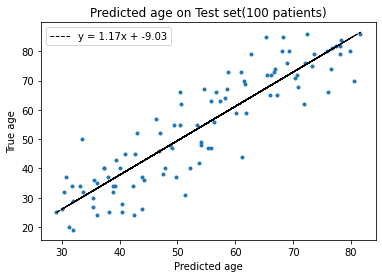 Predicted age on Test set(100 patients)
y = 1.17x + -9.03
90
80
70
60
50
40
30
20
True age
30 40 50 60 70 80
Predicted age